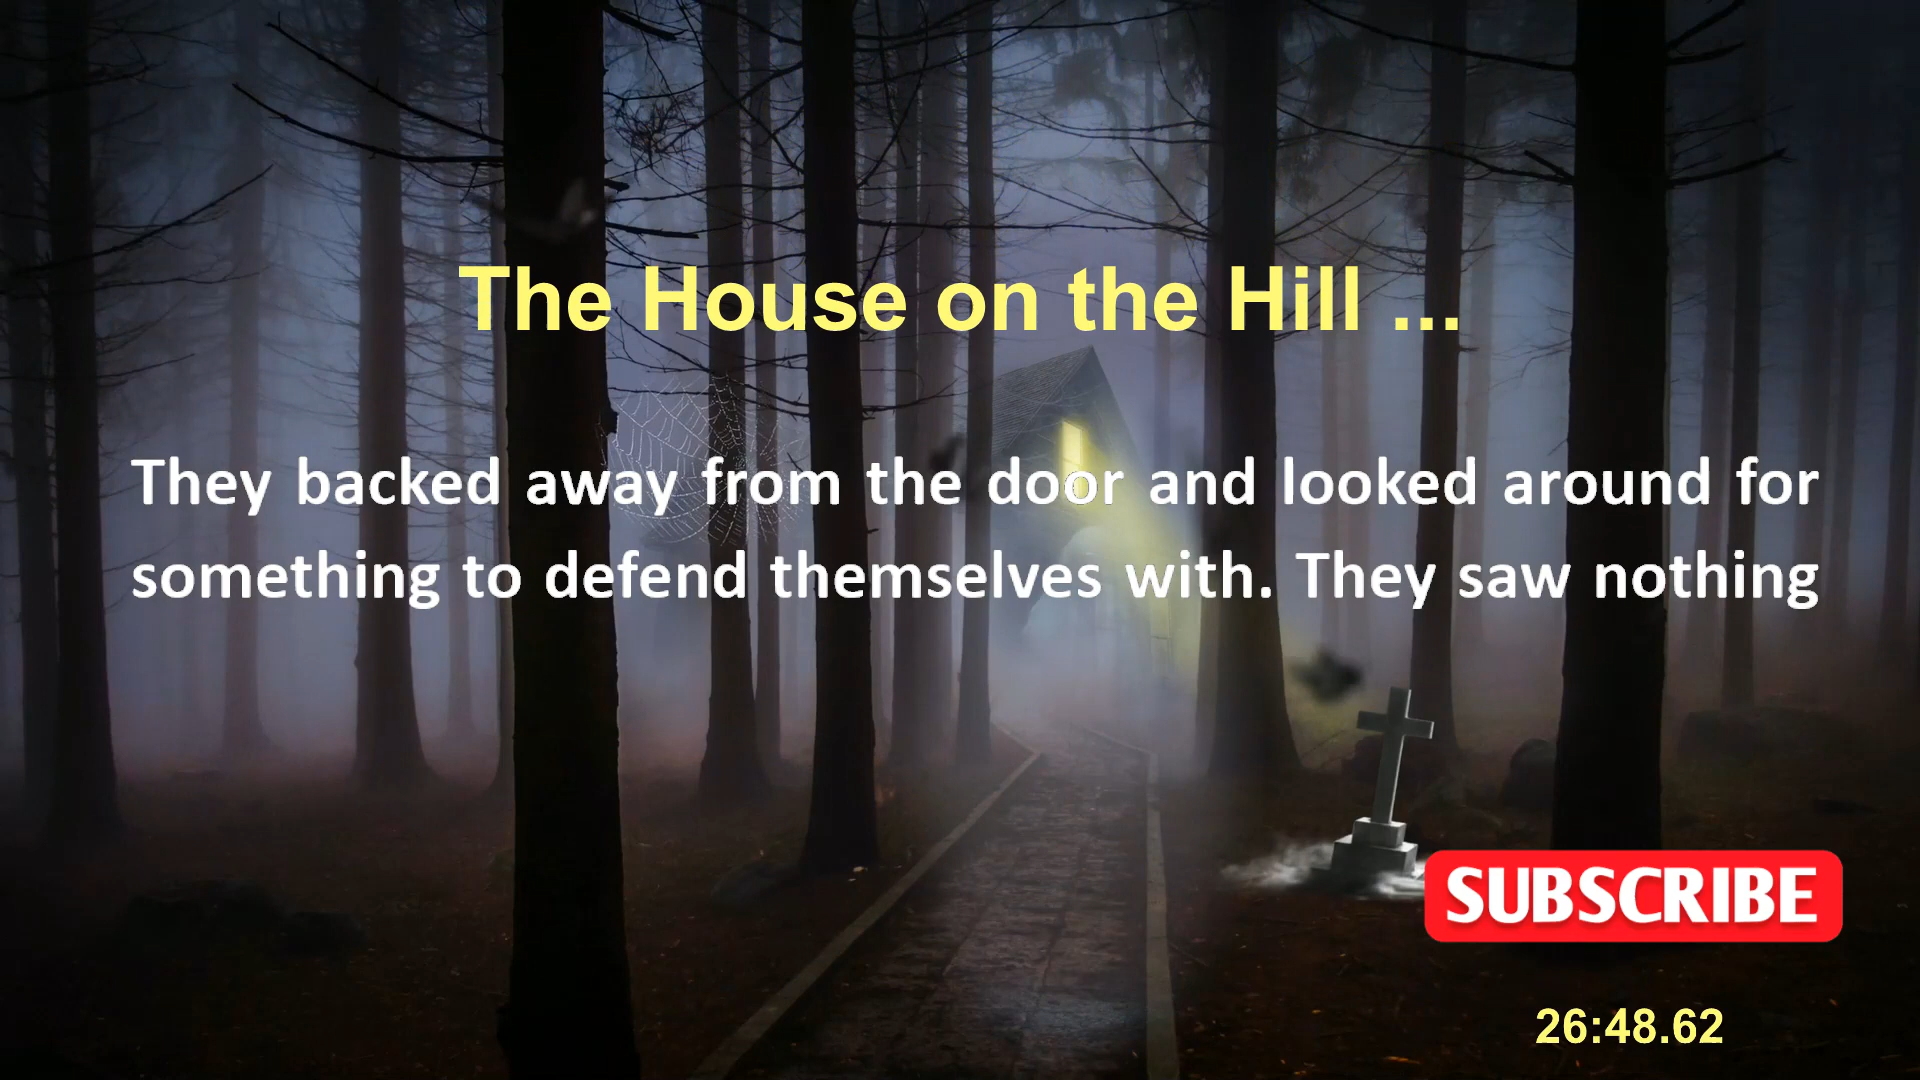 The House on the Hill ...
They backed away from the door and looked around for
something to defend themselves with. They saw nothing
SUBSCRIBE
26:48.62